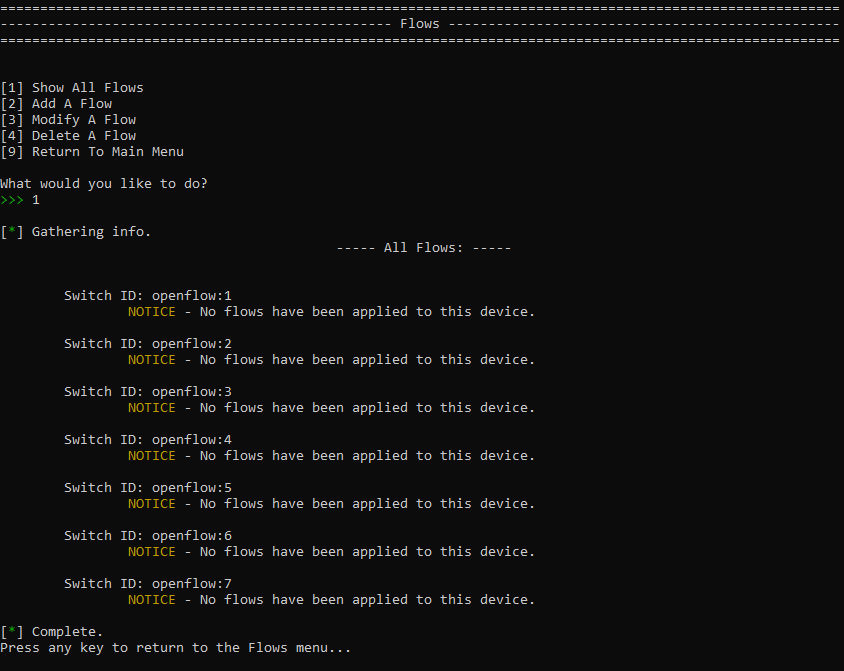 =========================================================================================================
------------------------------------------------- Flows -------------------------------------------------
=========================================================================================================
[1] Show All Flows
[2] Add A Flow
[3] Modify A Flow
[4] Delete A Flow
[9] Return To Main Menu
What would you like to do?
>>> 1
[*] Gathering info.
----- All Flows: -----
Switch ID: openflow:1
NOTICE - No flows have been applied to this device.
Switch ID: openflow:2
NOTICE - No flows have been applied to this device.
Switch ID: openflow:3
NOTICE - No flows have been applied to this device.
Switch ID: openflow:4
NOTICE - No flows have been applied to this device.
Switch ID: openflow:5
NOTICE - No flows have been applied to this device.
Switch ID: openflow:6
NOTICE - No flows have been applied to this device.
Switch ID: openflow:7
NOTICE - No flows have been applied to this device.
[*] Complete.
Press any key to return to the Flows menu...